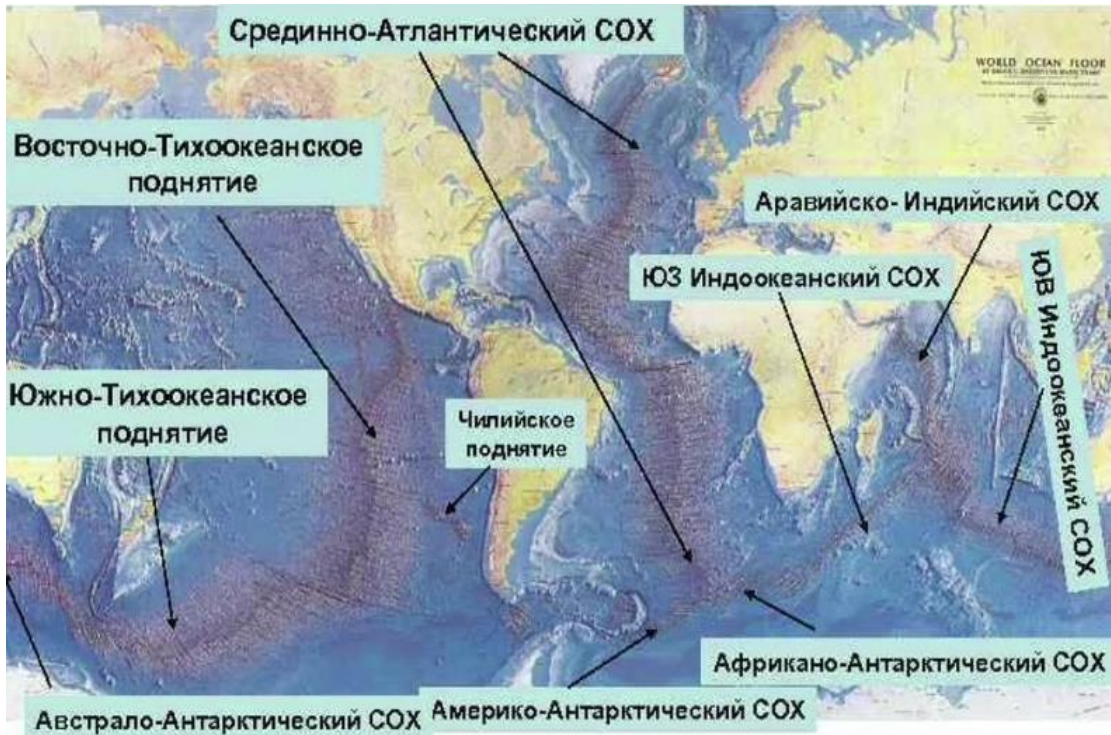 Срединно-Атлантический СОХ
WORLD OCEAN FLOOR
Восточно-Тихоокеанское
поднятие
Аравийско- Индийский СОХ
ЮЗ Индоокеанский СОХ
ЮВ Индоокеанский СОХ
Южно-Тихоокеанское
поднятие
Чилийское
поднятие
Африкано-Антарктический СОХ
Австрало-Антарктический СОХ
Америко-Антарктический СОХ